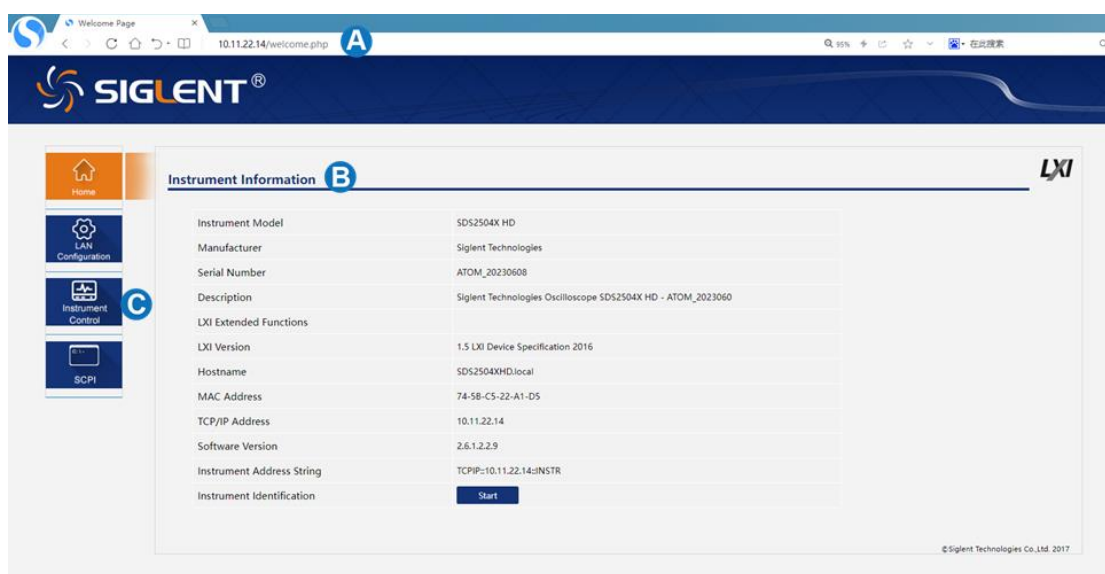 Welcome Page
10.11.22.14/welcome.php
A
95%
在此搜索
SIGLENT®
Home
LAN
Configuration
Instrument
Control
C
SCPI
Instrument Information
B
LXI
Instrument Model SDS2504X HD
Manufacturer Siglent Technologies
Serial Number ATOM_20230608
Description Siglent Technologies Oscilloscope SDS2504X HD - ATOM_2023060
LXI Extended Functions
LXI Version 1.5 LXI Device Specification 2016
Hostname SDS2504XHD.local
MAC Address 74-5B-C5-22-A1-D5
TCP/IP Address 10.11.22.14
Software Version 2.6.1.2.2.9
Instrument Address String TCPIP::10.11.22.14::INSTR
Instrument Identification Start
©Siglent Technologies Co.,Ltd. 2017